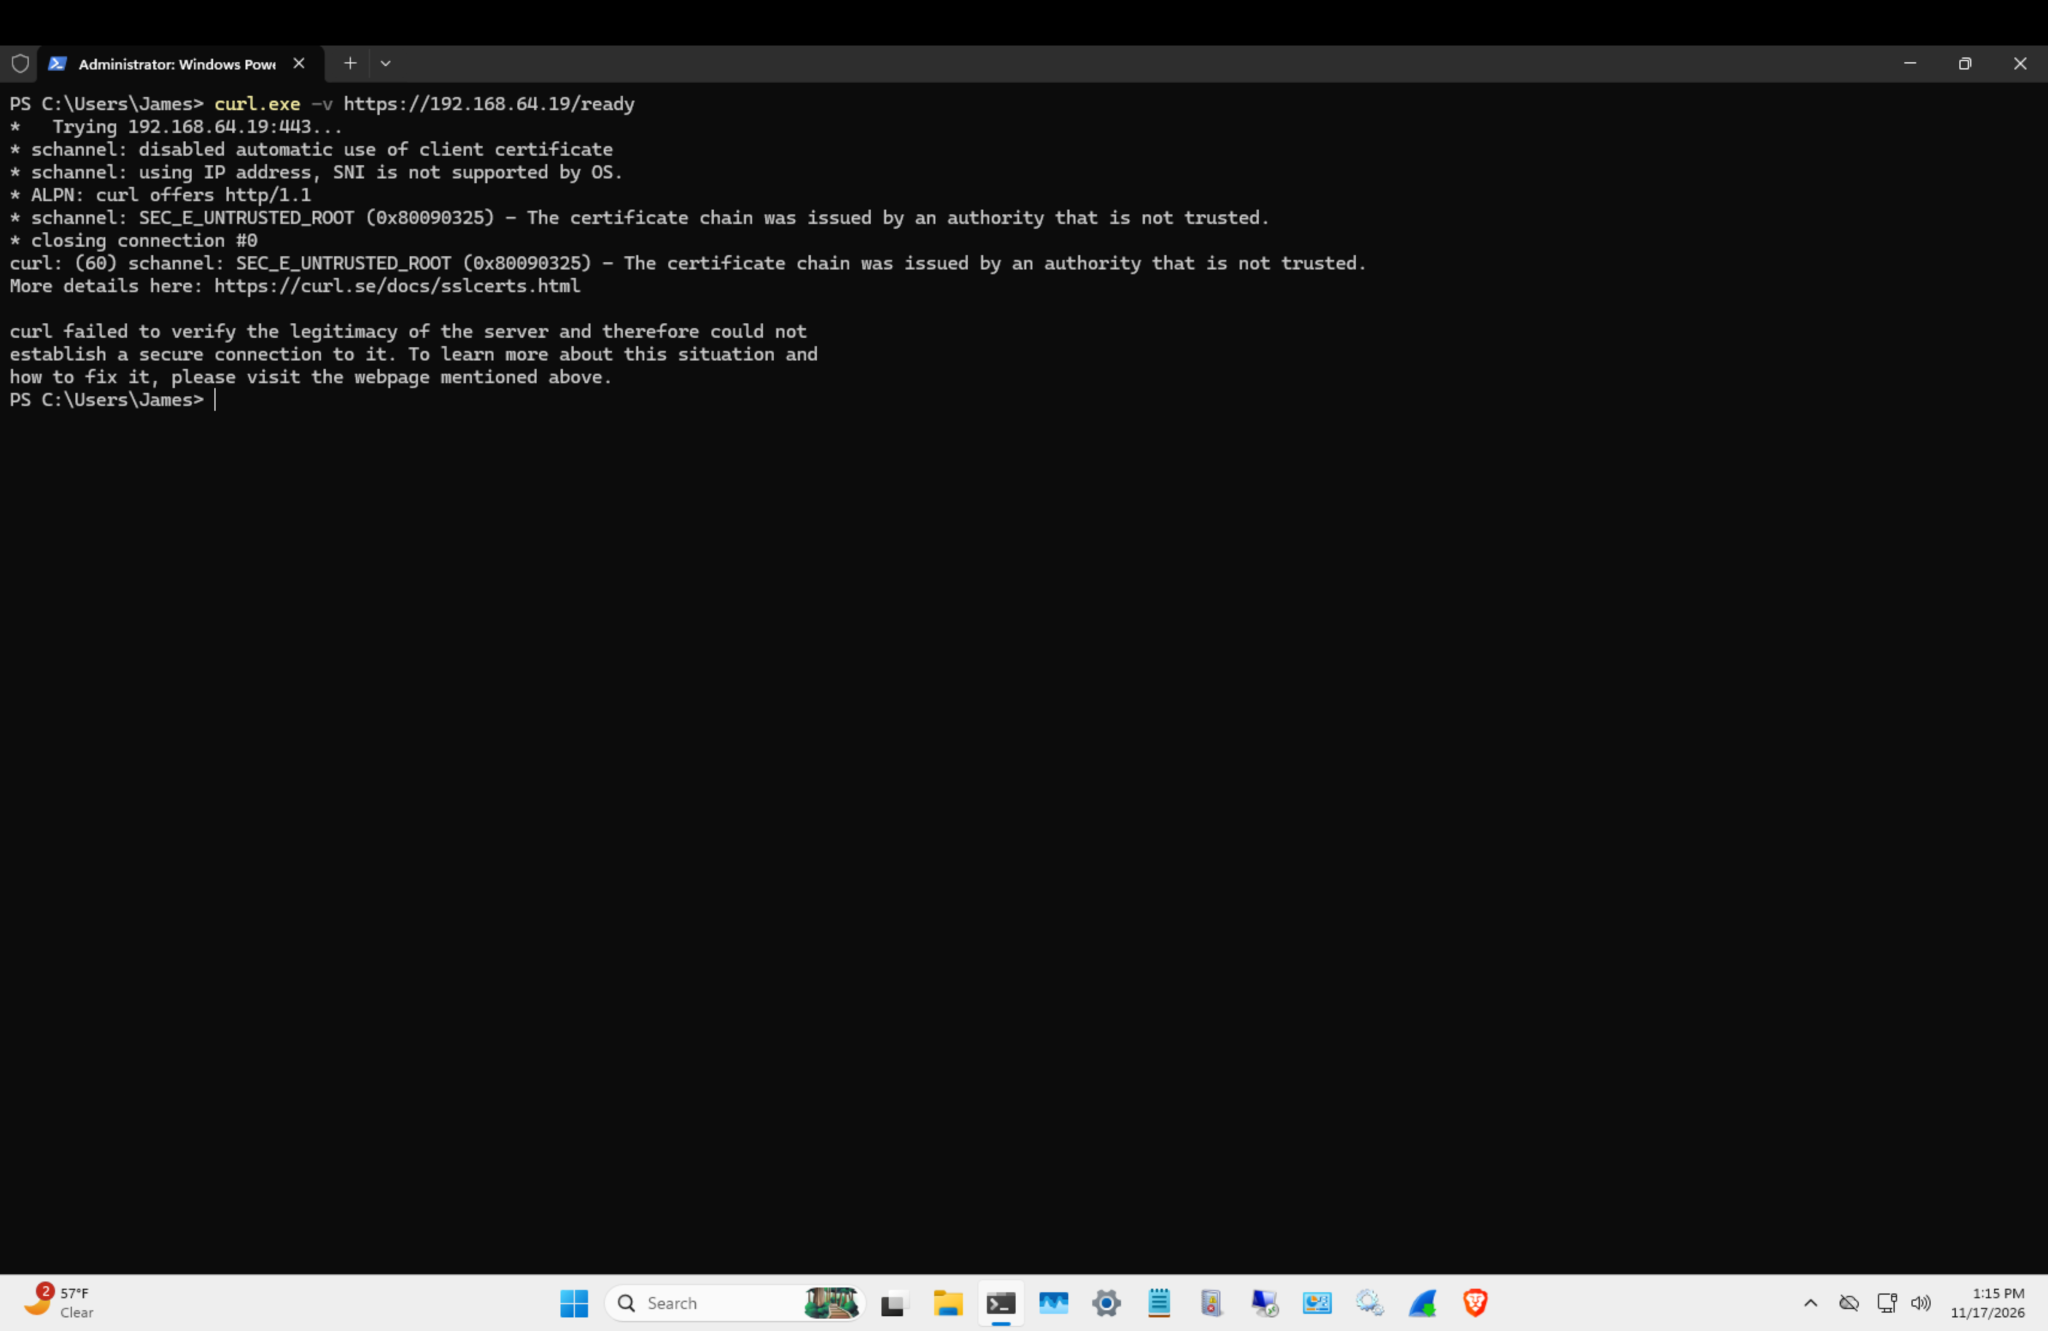 Administrator: Windows Powe
PS C:\Users\James> curl.exe -v https://192.168.64.19/ready
*   Trying 192.168.64.19:443...
* schannel: disabled automatic use of client certificate
* schannel: using IP address, SNI is not supported by OS.
* ALPN: curl offers http/1.1
* schannel: SEC_E_UNTRUSTED_ROOT (0x80090325) - The certificate chain was issued by an authority that is not trusted.
* closing connection #0
curl: (60) schannel: SEC_E_UNTRUSTED_ROOT (0x80090325) - The certificate chain was issued by an authority that is not trusted.
More details here: https://curl.se/docs/sslcerts.html
curl failed to verify the legitimacy of the server and therefore could not
establish a secure connection to it. To learn more about this situation and
how to fix it, please visit the webpage mentioned above.
PS C:\Users\James>
2
57°F
Clear
Search
1:15 PM
11/17/2026